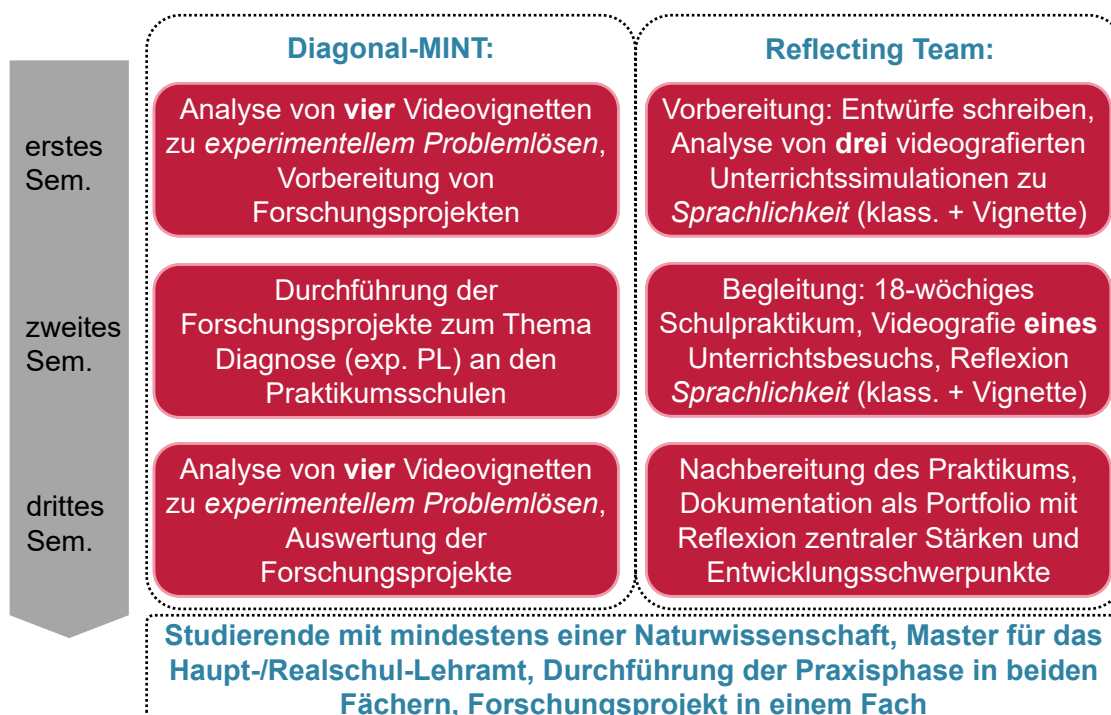 Diagonal-MINT:
Reflecting Team:
erstes
Sem.
Analyse von vier Videovignetten
zu experimentellem Problemlösen,
Vorbereitung von
Forschungsprojekten
Vorbereitung: Entwürfe schreiben,
Analyse von drei videografierten
Unterrichtssimulationen zu
Sprachlichkeit (klass. + Vignette)
zweites
Sem.
Durchführung der
Forschungsprojekte zum Thema
Diagnose (exp. PL) an den
Praktikumsschulen
Begleitung: 18-wöchiges
Schulpraktikum, Videografie eines
Unterrichtsbesuchs, Reflexion
Sprachlichkeit (klass. + Vignette)
drittes
Sem.
Analyse von vier Videovignetten
zu experimentellem Problemlösen,
Auswertung der
Forschungsprojekte
Nachbereitung des Praktikums,
Dokumentation als Portfolio mit
Reflexion zentraler Stärken und
Entwicklungsschwerpunkte
Studierende mit mindestens einer Naturwissenschaft, Master für das
Haupt-/Realschul-Lehramt, Durchführung der Praxisphase in beiden
Fächern, Forschungsprojekt in einem Fach